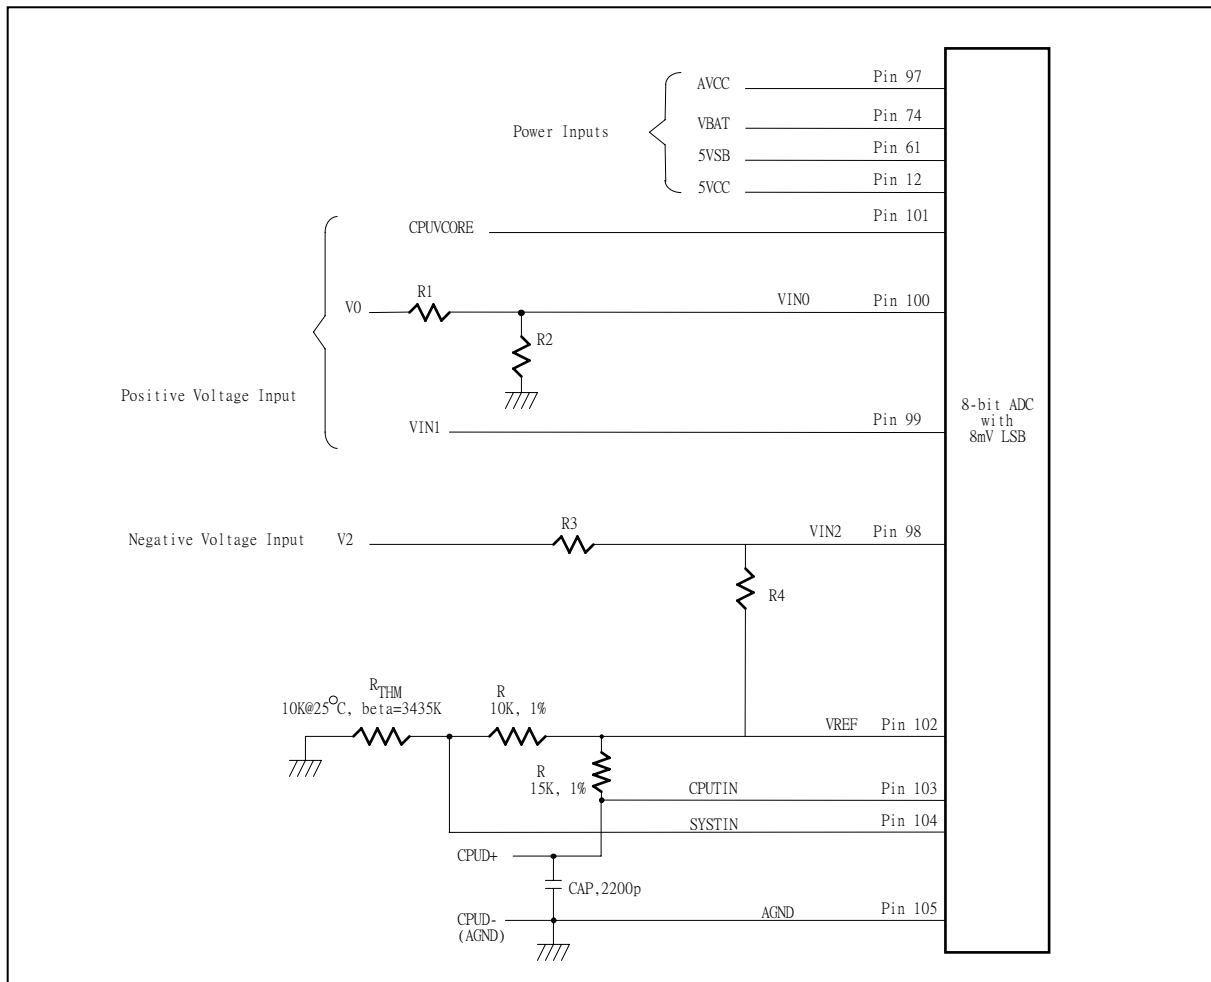 AVCC Pin 97
Power Inputs
VBAT Pin 74
5VSB Pin 61
5VCC Pin 12
CPUVCORE Pin 101
V0 R1 VIN0 Pin 100
R2
Positive Voltage Input
VIN1 Pin 99
8-bit ADC
with
8mV LSB
Negative Voltage Input V2 R3 VIN2 Pin 98
R4
RTHM
10K@25°C, beta=3435K
R
10K, 1%
VREF Pin 102
R
15K, 1%
CPUTIN Pin 103
SYSTIN Pin 104
CPUD+
CAP,2200p
CPUD-
(AGND)
AGND Pin 105